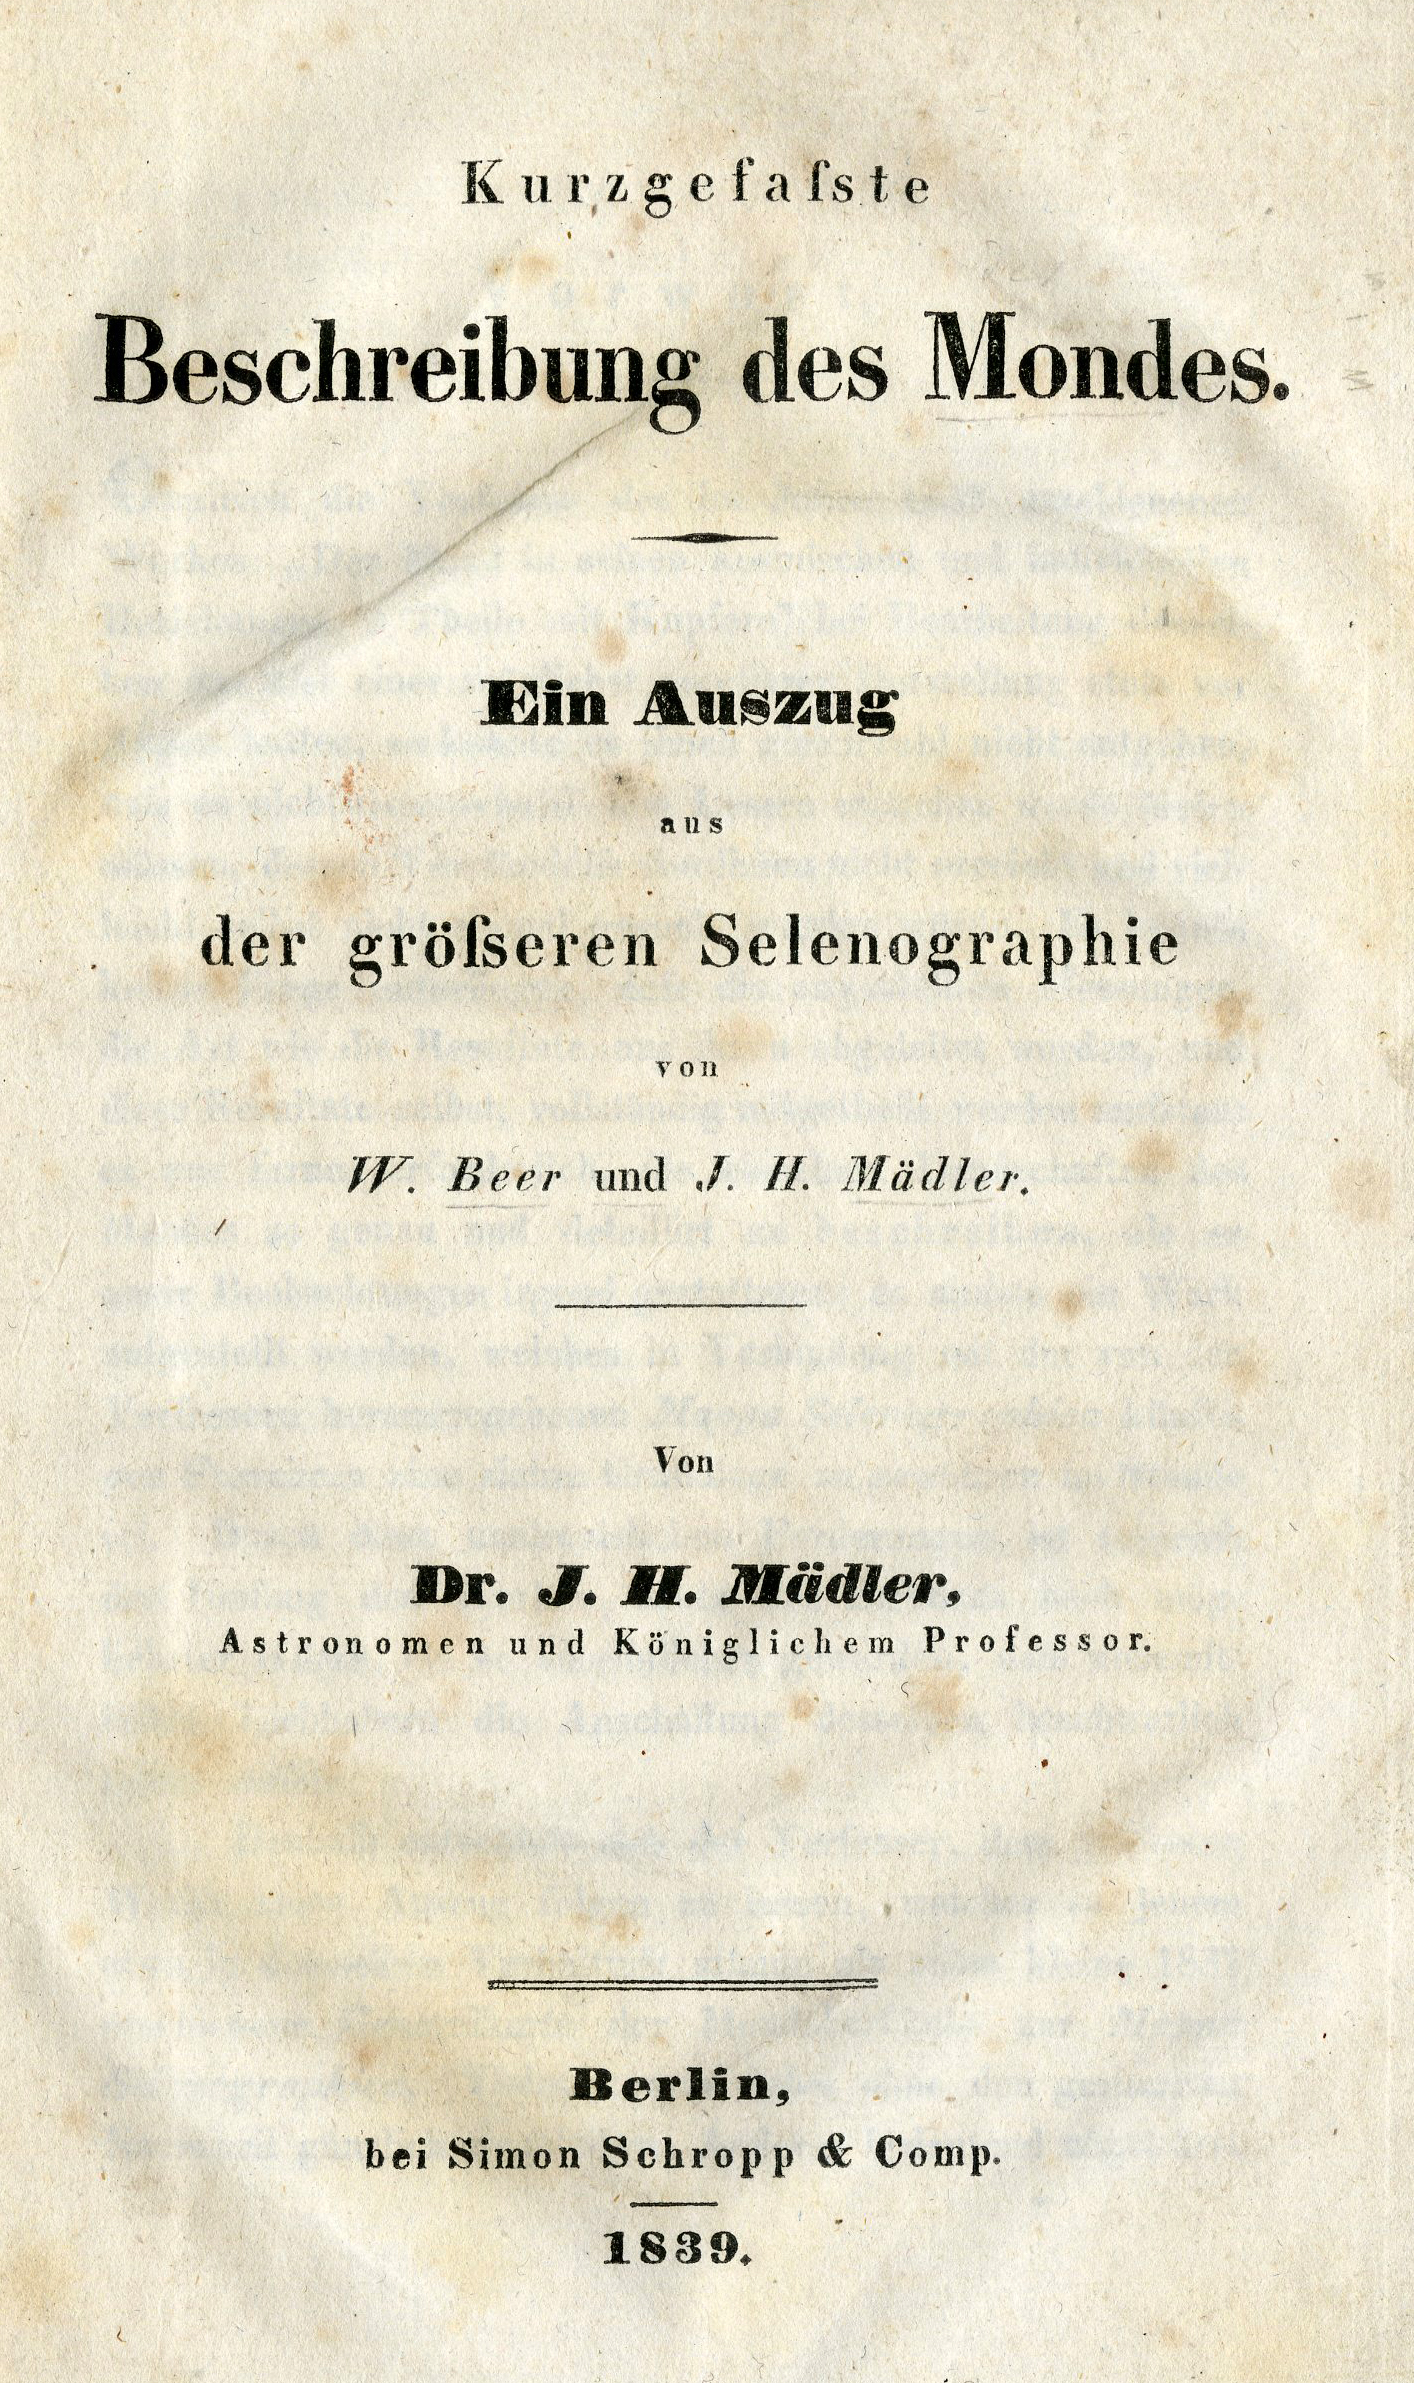 Kurzgefaſste
Beschreibung des Mondes.
Ein Auszug
aus
der gröſseren Selenographie
von
W. Beer und J. H. Mädler.
Von
Dr. J. H. Mädler,
Astronomen und Königlichem Professor.
Berlin,
bei Simon Schropp & Comp.
1839.